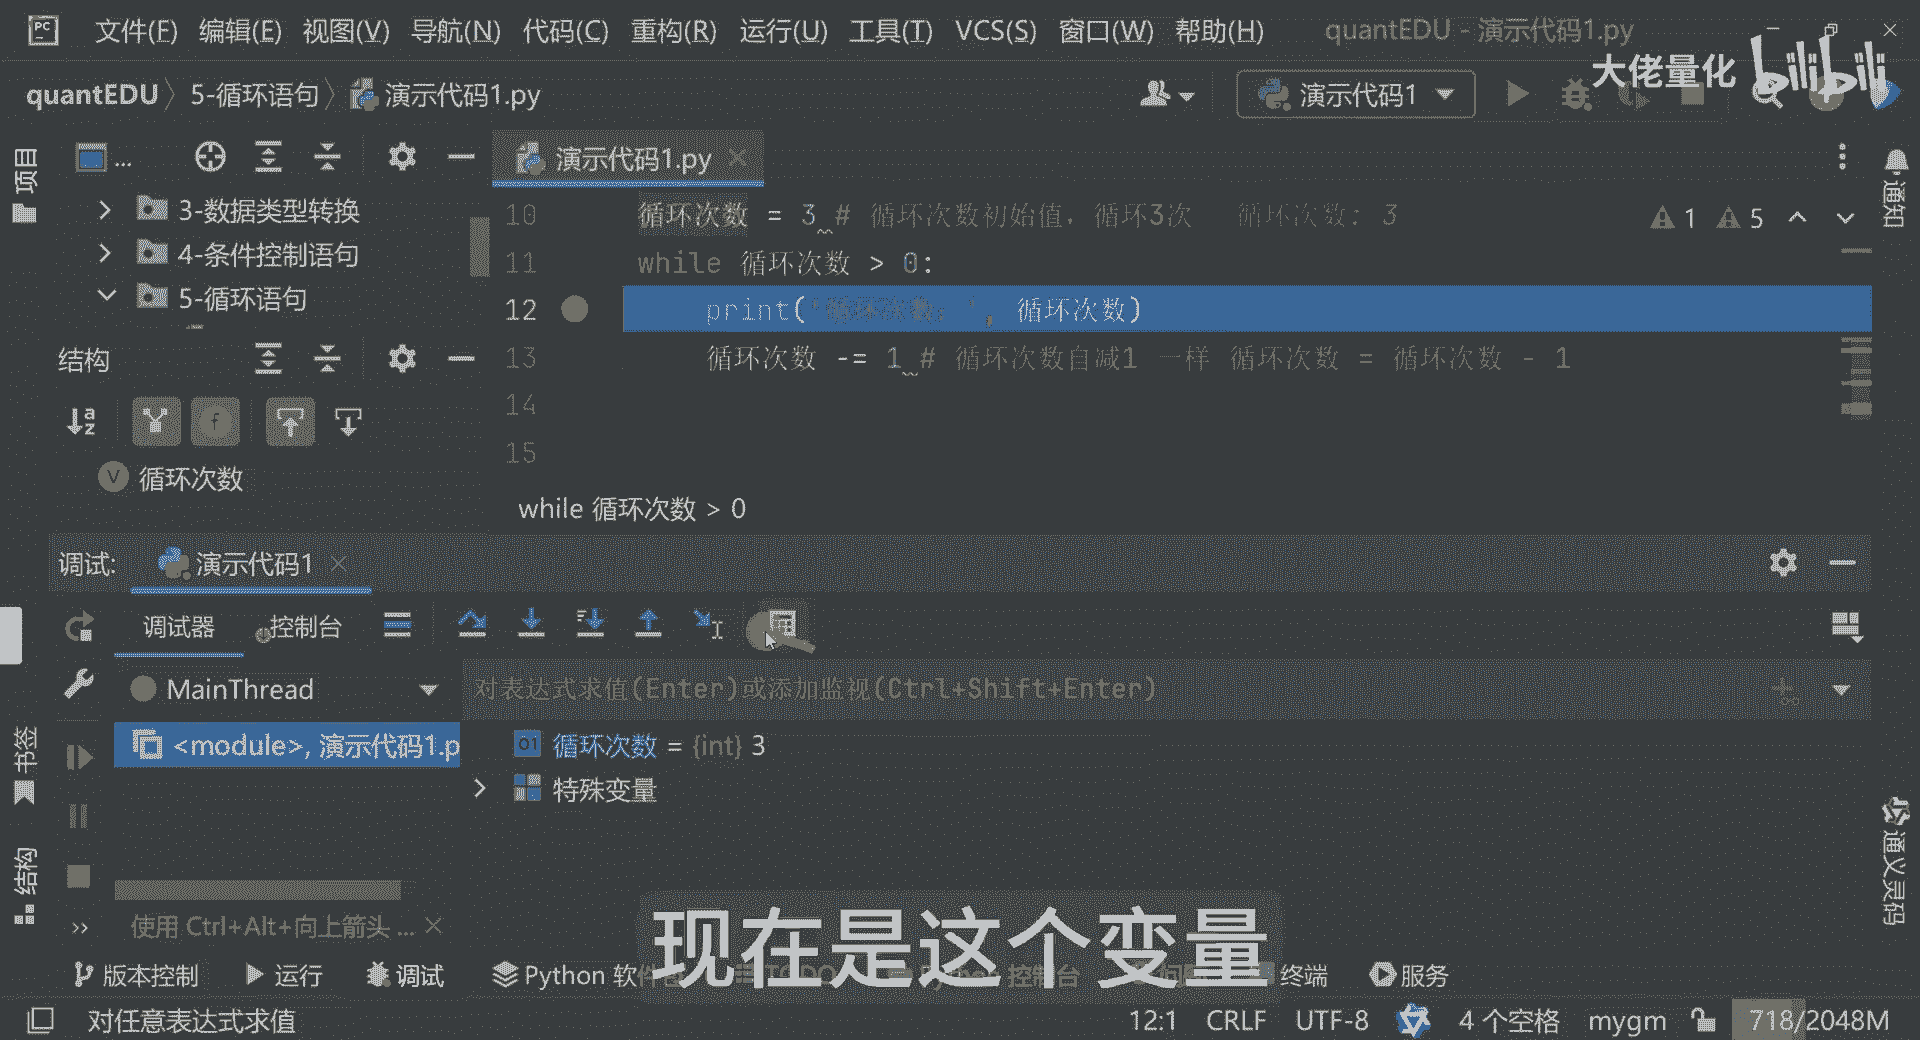 文件(F) 编辑(E) 视图(V) 导航(N) 代码(C) 重构(R) 运行(U) 工具(T) VCS(S) 窗口(W) 帮助(H) quantEDU - 演示代码1.py
大佬量化 bilibili
quantEDU 5-循环语句 演示代码1.py 演示代码1
项目
... 演示代码1.py
通知
3-数据类型转换
4-条件控制语句
5-循环语句
10 循环次数 = 3 # 循环次数初始值，循环3次 循环次数: 3
1 5
11 while 循环次数 > 0:
12 print('循环次数: ', 循环次数)
13 循环次数 -= 1 # 循环次数自减1 一样 循环次数 = 循环次数 - 1
14
15
结构
循环次数
while 循环次数 > 0
调试: 演示代码1
调试器 控制台
MainThread 对表达式求值(Enter)或添加监视(Ctrl+Shift+Enter)
<module>, 演示代码1.p
循环次数 = {int} 3
特殊变量
书签
结构
通义灵码
使用 Ctrl+Alt+向上箭头 ...
现在是这个变量
版本控制 运行 调试 Python 软件 控制台 终端 服务
对任意表达式求值 12:1 CRLF UTF-8 4 个空格 mygm 718/2048M